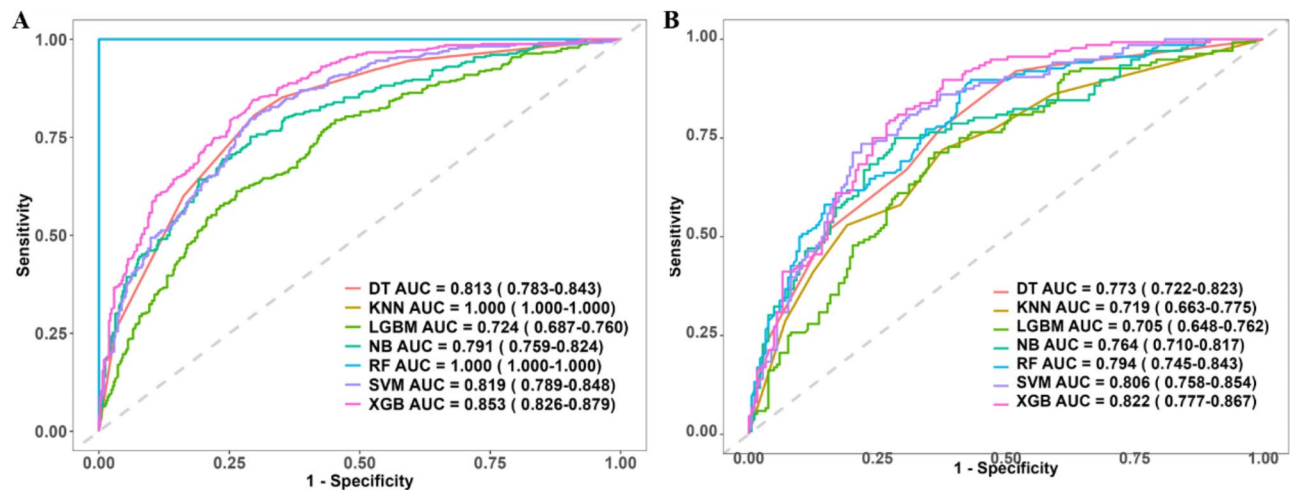 A
1.00
0.75
0.50
0.25
0.00
Sensitivity
DT AUC = 0.813 ( 0.783-0.843)
KNN AUC = 1.000 ( 1.000-1.000)
LGBM AUC = 0.724 ( 0.687-0.760)
NB AUC = 0.791 ( 0.759-0.824)
RF AUC = 1.000 ( 1.000-1.000)
SVM AUC = 0.819 ( 0.789-0.848)
XGB AUC = 0.853 ( 0.826-0.879)
0.00 0.25 0.50 0.75 1.00
1 - Specificity
B
1.00
0.75
0.50
0.25
0.00
Sensitivity
DT AUC = 0.773 ( 0.722-0.823)
KNN AUC = 0.719 ( 0.663-0.775)
LGBM AUC = 0.705 ( 0.648-0.762)
NB AUC = 0.764 ( 0.710-0.817)
RF AUC = 0.794 ( 0.745-0.843)
SVM AUC = 0.806 ( 0.758-0.854)
XGB AUC = 0.822 ( 0.777-0.867)
0.00 0.25 0.50 0.75 1.00
1 - Specificity